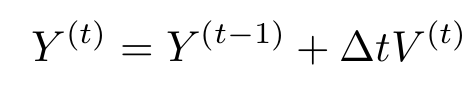 Y^{(t)} = Y^{(t-1)} + \Delta t V^{(t)}